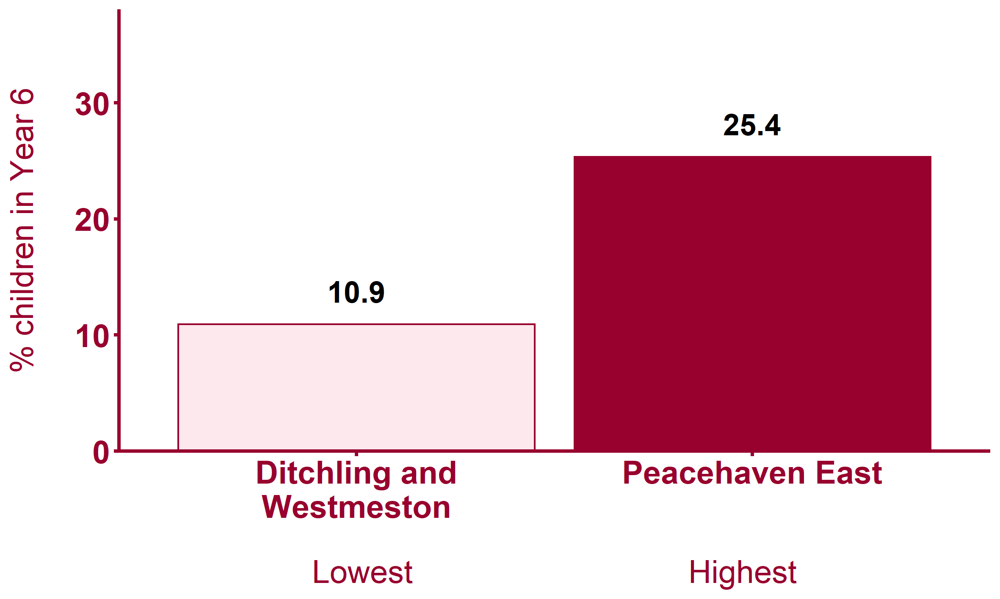 % children in Year 6
30
20
10
0
10.9
25.4
Ditchling and
Westmeston
Peacehaven East
Lowest
Highest